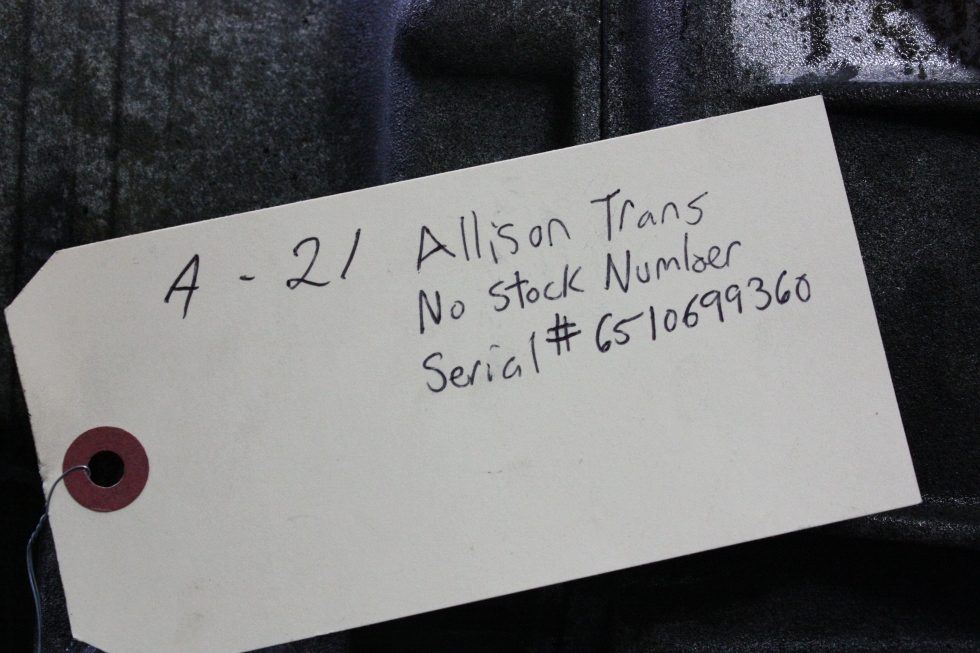 A - 21 Allison Trans
No Stock Number
Serial # 6510699360